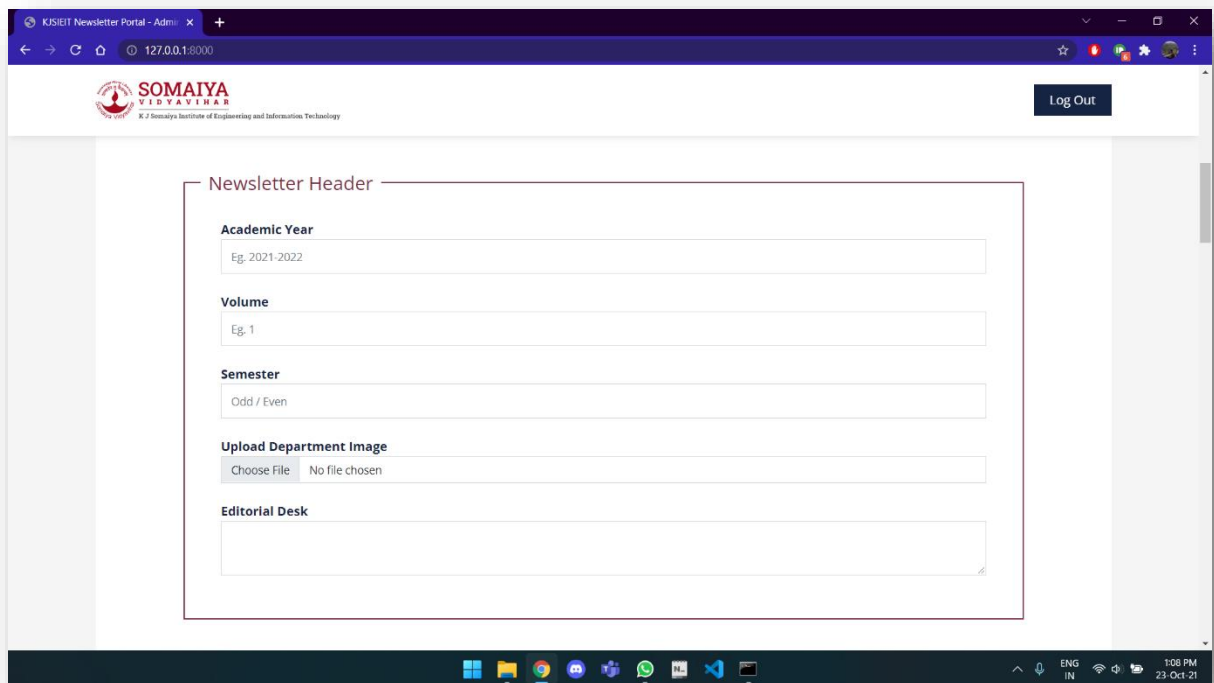 KJSIEIT Newsletter Portal - Admi
127.0.0.1:8000
SOMAIYA
VIDYAVIHAR
K J Somaiya Institute of Engineering and Information Technology
Log Out
Newsletter Header
Academic Year
Eg. 2021-2022
Volume
Eg. 1
Semester
Odd / Even
Upload Department Image
Choose File No file chosen
Editorial Desk
ENG
IN
1:08 PM
23-Oct-21